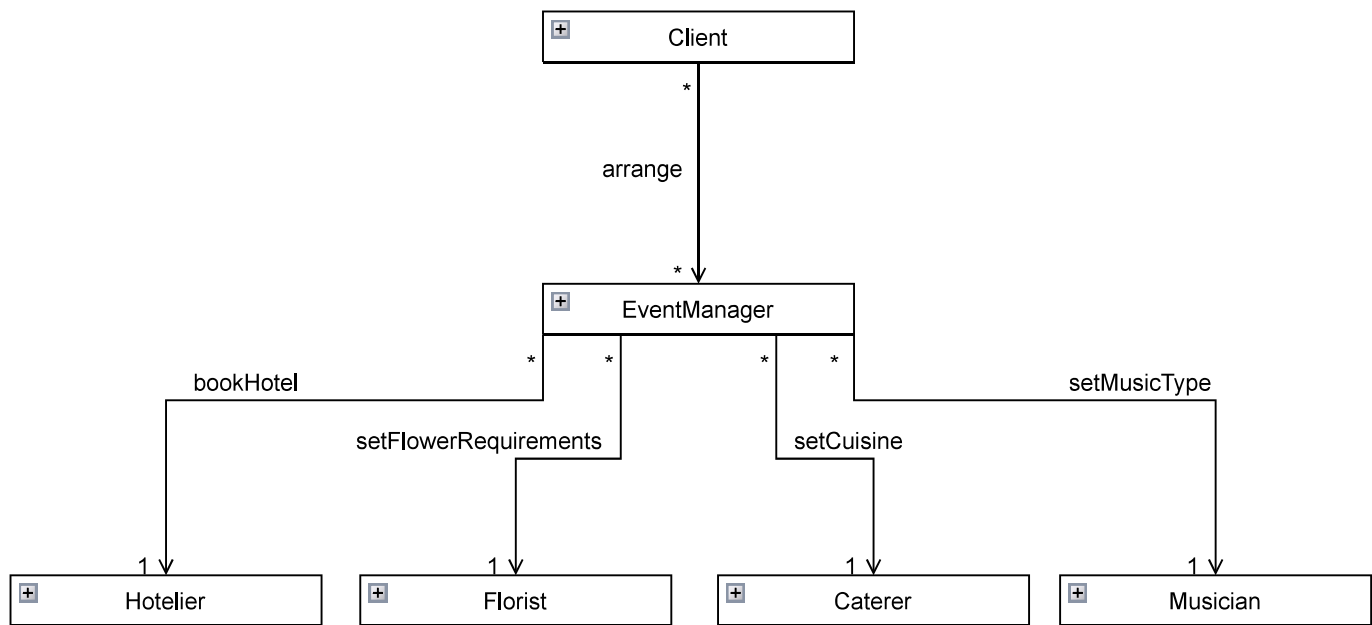 Client
*
arrange
*
EventManager
* * * *
bookHotel
setMusicType
setFlowerRequirements
setCuisine
1 1 1 1
Hotelier
Florist
Caterer
Musician